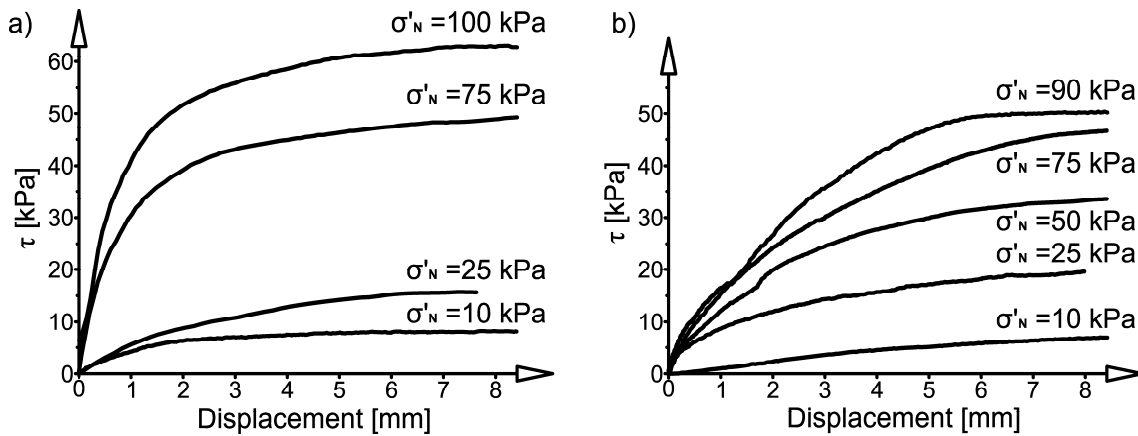 a)
τ [kPa]
60
50
40
30
20
10
0
σ'N =100 kPa
σ'N =75 kPa
σ'N =25 kPa
σ'N =10 kPa
0 1 2 3 4 5 6 7 8
Displacement [mm]
b)
τ [kPa]
50
40
30
20
10
0
σ'N =90 kPa
σ'N =75 kPa
σ'N =50 kPa
σ'N =25 kPa
σ'N =10 kPa
0 1 2 3 4 5 6 7 8
Displacement [mm]